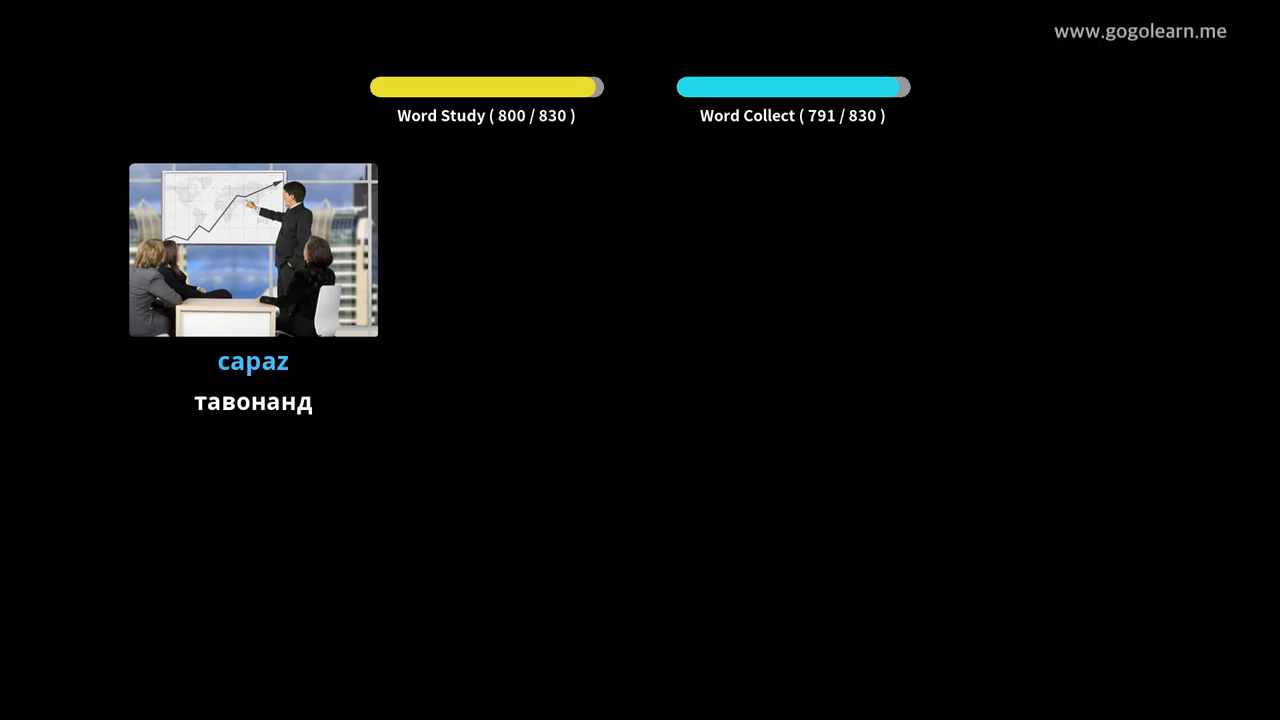 www.gogolearn.me
Word Study ( 800 / 830 )
Word Collect ( 791 / 830 )
capaz
тавонанд